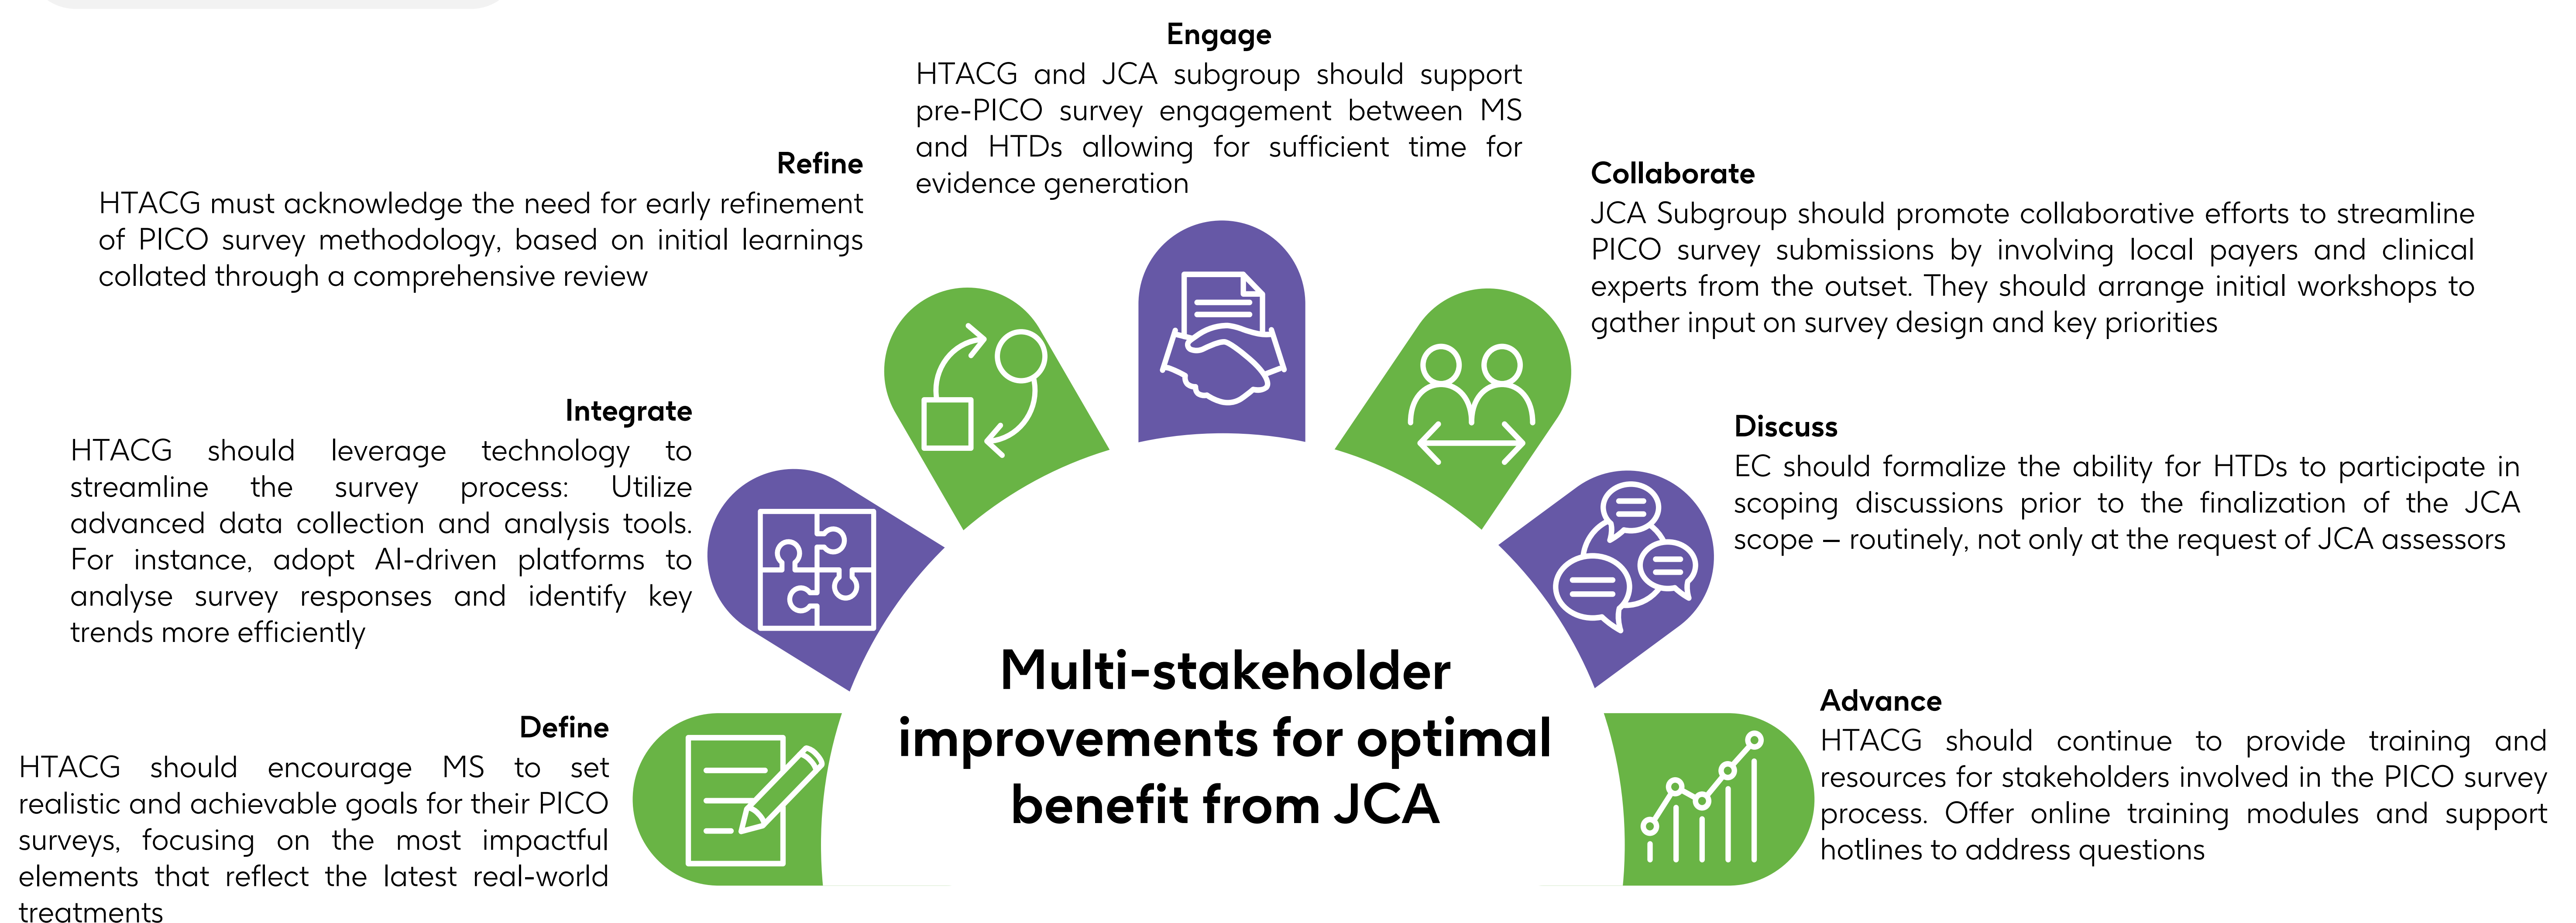 Engage
HTACG and JCA subgroup should support
pre-PICO survey engagement between MS
and HTDs allowing for sufficient time for
evidence generation
Refine
HTACG must acknowledge the need for early refinement
of PICO survey methodology, based on initial learnings
collated through a comprehensive review
Collaborate
JCA Subgroup should promote collaborative efforts to streamline
PICO survey submissions by involving local payers and clinical
experts from the outset. They should arrange initial workshops to
gather input on survey design and key priorities
Integrate
HTACG should leverage technology to
streamline the survey process: Utilize
advanced data collection and analysis tools.
For instance, adopt AI-driven platforms to
analyse survey responses and identify key
trends more efficiently
Discuss
EC should formalize the ability for HTDs to participate in
scoping discussions prior to the finalization of the JCA
scope – routinely, not only at the request of JCA assessors
Define
HTACG should encourage MS to set
realistic and achievable goals for their PICO
surveys, focusing on the most impactful
elements that reflect the latest real-world
treatments
Multi-stakeholder
improvements for optimal
benefit from JCA
Advance
HTACG should continue to provide training and
resources for stakeholders involved in the PICO survey
process. Offer online training modules and support
hotlines to address questions